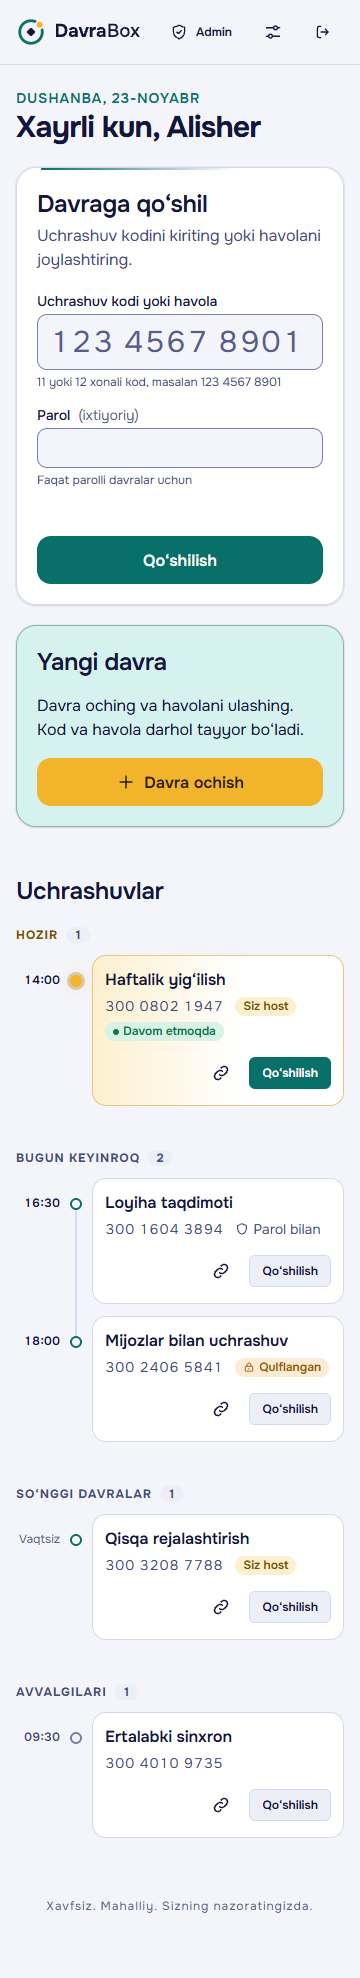 DavraBox Admin
DUSHANBA, 23-NOYABR
Xayrli kun, Alisher
Davraga qo‘shil
Uchrashuv kodini kiriting yoki havolani
joylashtiring.
Uchrashuv kodi yoki havola
123 4567 8901
11 yoki 12 xonali kod, masalan 123 4567 8901
Parol (ixtiyoriy)
Faqat parolli davralar uchun
Qo‘shilish
Yangi davra
Davra oching va havolani ulashing.
Kod va havola darhol tayyor bo‘ladi.
Davra ochish
Uchrashuvlar
HOZIR 1
14:00 Haftalik yig‘ilish
300 0802 1947 Siz host
Davom etmoqda
Qo‘shilish
BUGUN KEYINROQ 2
16:30 Loyiha taqdimoti
300 1604 3894 Parol bilan
Qo‘shilish
18:00 Mijozlar bilan uchrashuv
300 2406 5841 Qulflangan
Qo‘shilish
SO‘NGGI DAVRALAR 1
Vaqtsiz Qisqa rejalashtirish
300 3208 7788 Siz host
Qo‘shilish
AVVALGILARI 1
09:30 Ertalabki sinxron
300 4010 9735
Qo‘shilish
Xavfsiz. Mahalliy. Sizning nazoratingizda.